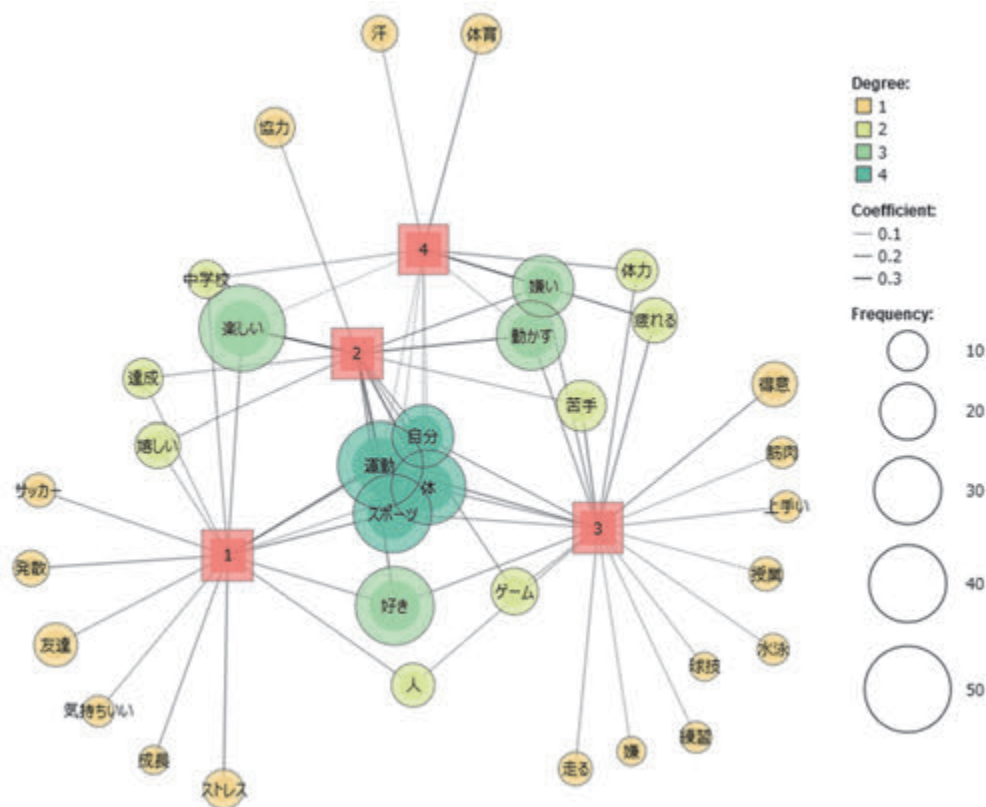 汗
体育
協力
4
中学校
体力
嫌い
楽しい
疲れる
動かす
2
達成
得意
苦手
自分
嬉しい
筋肉
運動
体
サッカー
上手い
スポーツ
3
1
発散
授業
ゲーム
好き
友達
水泳
球技
人
気持ちいい
練習
嫌
成長
走る
ストレス
Degree:
1
2
3
4
Coefficient:
0.1
0.2
0.3
Frequency:
10
20
30
40
50